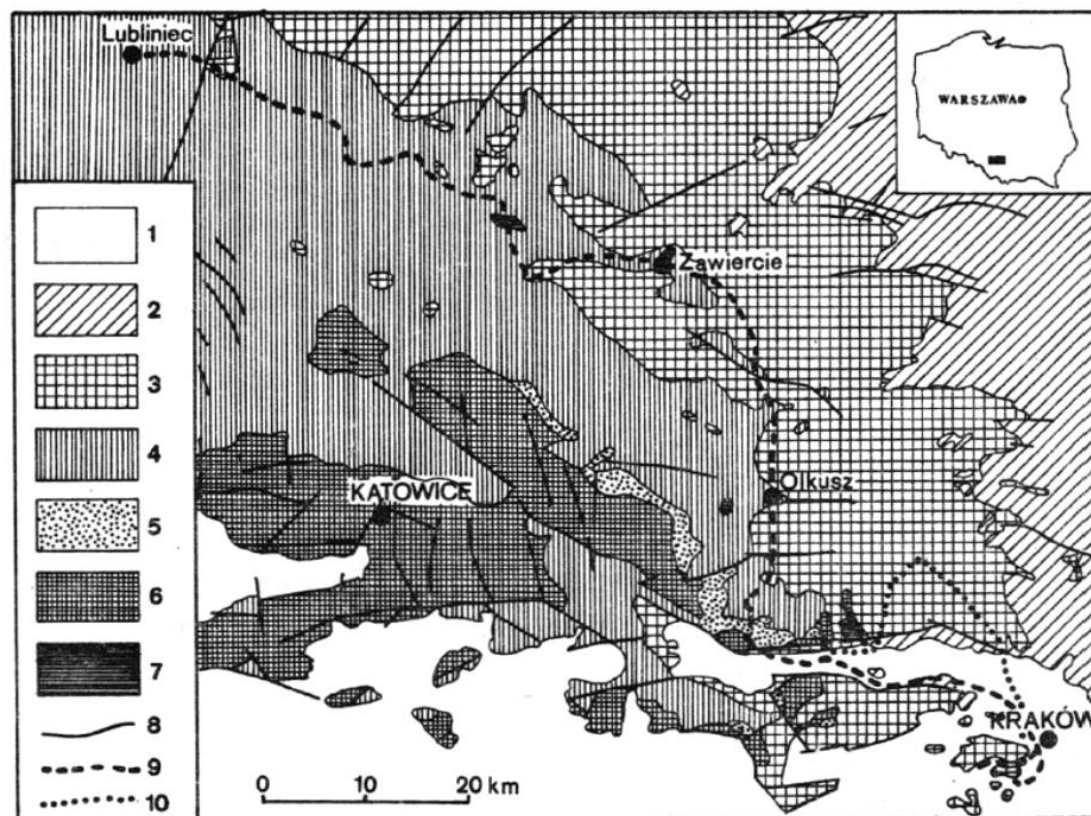 Lubliniec
WARSZAWA
Zawiercie
1
2
3
4
5
6
7
8
9
10
KATOWICE
Olkusz
KRAKÓW
0 10 20 km